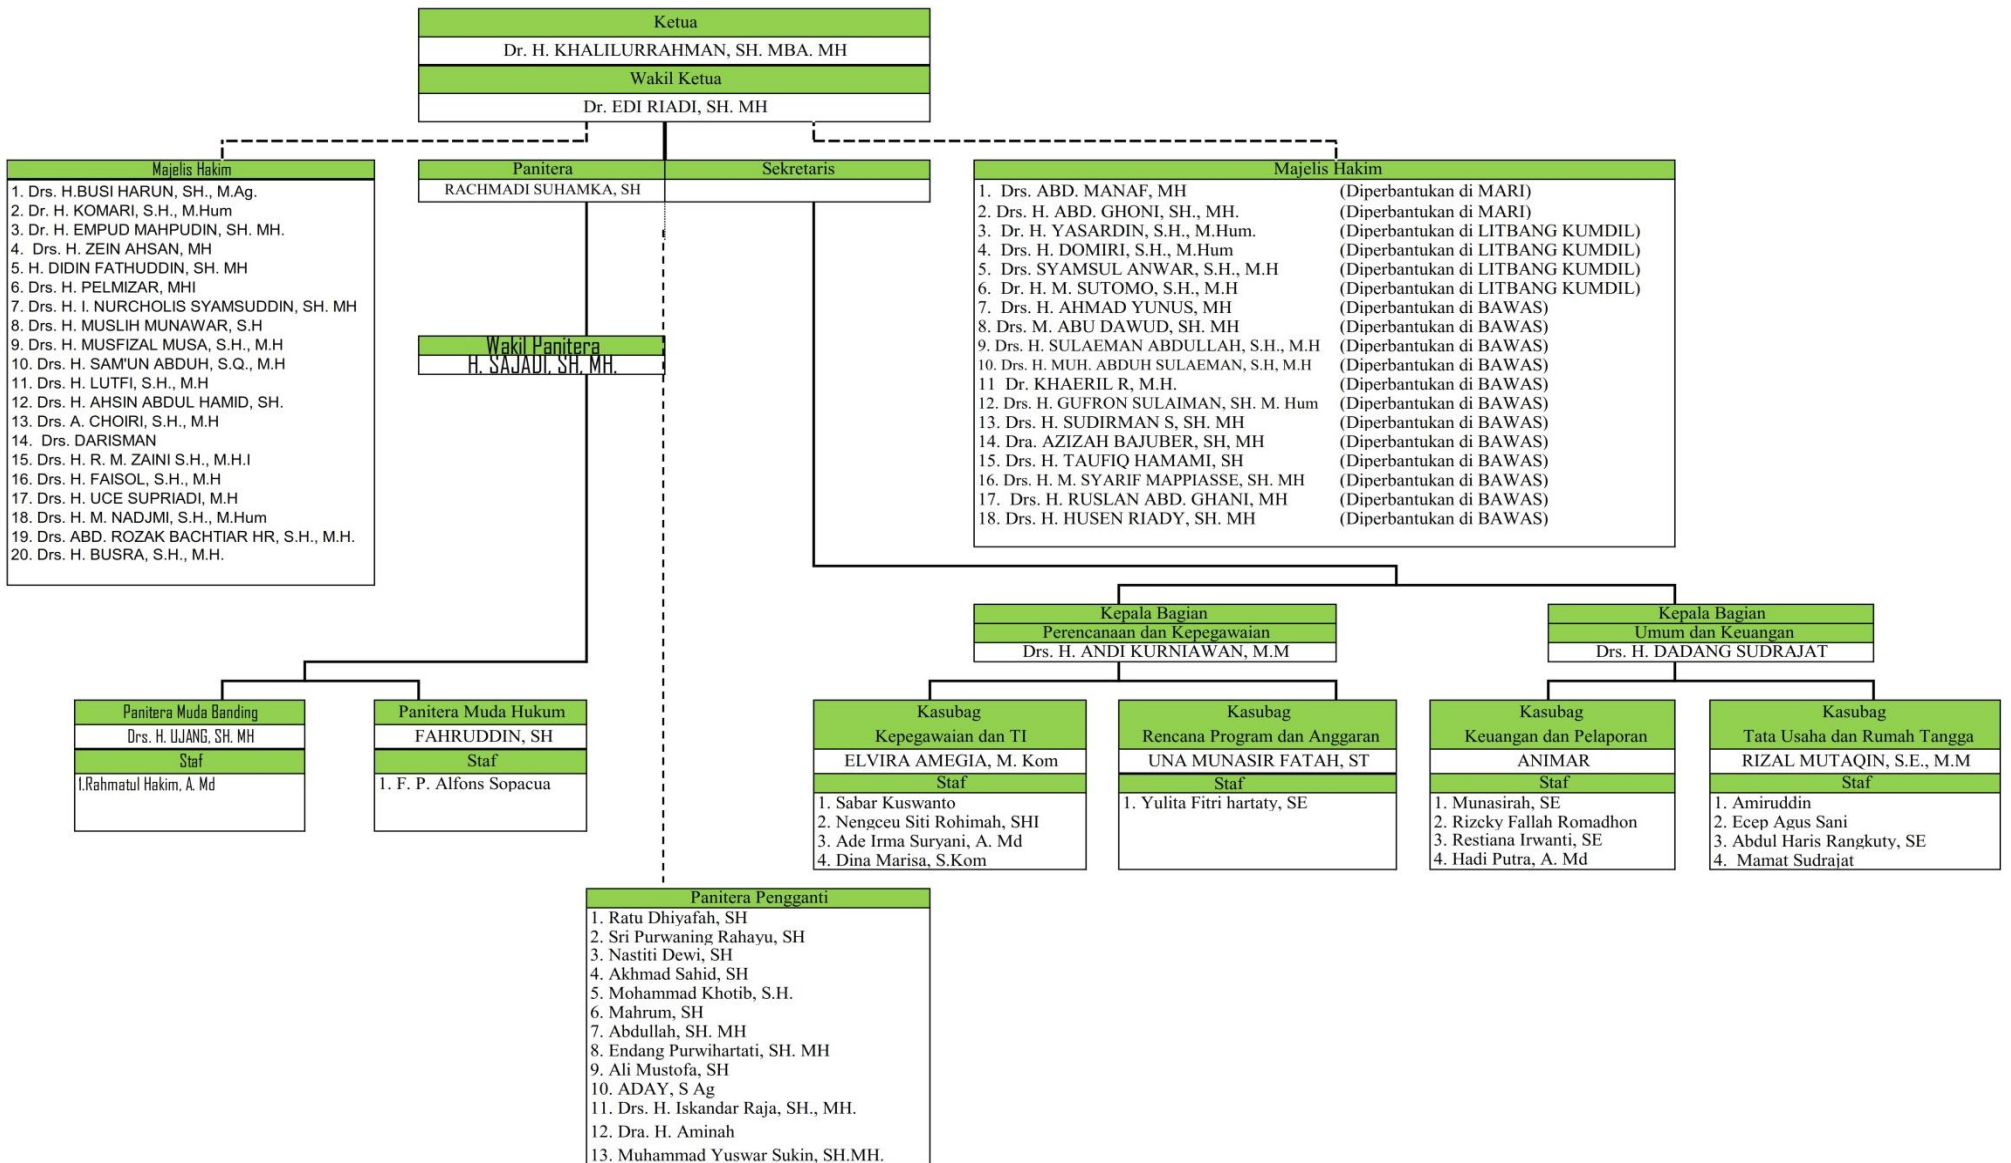 Ketua
Dr. H. KHALILURRAHMAN, SH. MBA. MH
Wakil Ketua
Dr. EDI RIADI, SH. MH
Majelis Hakim
1. Drs. H.BUSI HARUN, SH., M.Ag.
2. Dr. H. KOMARI, S.H., M.Hum
3. Dr. H. EMPUD MAHPUDIN, SH. MH.
4. Drs. H. ZEIN AHSAN, MH
5. H. DIDIN FATHUDDIN, SH. MH
6. Drs. H. PELMIZAR, MHI
7. Drs. H. I. NURCHOLIS SYAMSUDDIN, SH. MH
8. Drs. H. MUSLIH MUNAWAR, S.H
9. Drs. H. MUSFIZAL MUSA, S.H., M.H
10. Drs. H. SAM'UN ABDUH, S.Q., M.H
11. Drs. H. LUTFI, S.H., M.H
12. Drs. H. AHSIN ABDUL HAMID, SH.
13. Drs. A. CHOIRI, S.H., M.H
14. Drs. DARISMAN
15. Drs. H. R. M. ZAINI S.H., M.H.I
16. Drs. H. FAISOL, S.H., M.H
17. Drs. H. UCE SUPRIADI, M.H
18. Drs. H. M. NADJMI, S.H., M.Hum
19. Drs. ABD. ROZAK BACHTIAR HR, S.H., M.H.
20. Drs. H. BUSRA, S.H., M.H.
Panitera
RACHMADI SUHAMKA, SH
Sekretaris
Majelis Hakim
1. Drs. ABD. MANAF, MH (Diperbantukan di MARI)
2. Drs. H. ABD. GHONI, SH., MH. (Diperbantukan di MARI)
3. Dr. H. YASARDIN, S.H., M.Hum. (Diperbantukan di LITBANG KUMDIL)
4. Drs. H. DOMIRI, S.H., M.Hum (Diperbantukan di LITBANG KUMDIL)
5. Drs. SYAMSUL ANWAR, S.H., M.H (Diperbantukan di LITBANG KUMDIL)
6. Dr. H. M. SUTOMO, S.H., M.H (Diperbantukan di LITBANG KUMDIL)
7. Drs. H. AHMAD YUNUS, MH (Diperbantukan di BAWAS)
8. Drs. M. ABU DAWUD, SH. MH (Diperbantukan di BAWAS)
9. Drs. H. SULAEMAN ABDULLAH, S.H., M.H (Diperbantukan di BAWAS)
10. Drs. H. MUH. ABDUH SULAEMAN, S.H, M.H (Diperbantukan di BAWAS)
11 Dr. KHAERIL R, M.H. (Diperbantukan di BAWAS)
12. Drs. H. GUFRON SULAIMAN, SH. M. Hum (Diperbantukan di BAWAS)
13. Drs. H. SUDIRMAN S, SH. MH (Diperbantukan di BAWAS)
14. Dra. AZIZAH BAJUBER, SH, MH (Diperbantukan di BAWAS)
15. Drs. H. TAUFIQ HAMAMI, SH (Diperbantukan di BAWAS)
16. Drs. H. M. SYARIF MAPPIASSE, SH. MH (Diperbantukan di BAWAS)
17. Drs. H. RUSLAN ABD. GHANI, MH (Diperbantukan di BAWAS)
18. Drs. H. HUSEN RIADY, SH. MH (Diperbantukan di BAWAS)
Wakil Panitera
H. SAJADI, SH, MH.
Kepala Bagian
Perencanaan dan Kepegawaian
Drs. H. ANDI KURNIAWAN, M.M
Kepala Bagian
Umum dan Keuangan
Drs. H. DADANG SUDRAJAT
Panitera Muda Banding
Drs. H. UJANG, SH. MH
Staf
1.Rahmatul Hakim, A. Md
Panitera Muda Hukum
FAHRUDDIN, SH
Staf
1. F. P. Alfons Sopacua
Kasubag
Kepegawaian dan TI
ELVIRA AMEGIA, M. Kom
Staf
1. Sabar Kuswanto
2. Nengceu Siti Rohimah, SHI
3. Ade Irma Suryani, A. Md
4. Dina Marisa, S.Kom
Kasubag
Rencana Program dan Anggaran
UNA MUNASIR FATAH, ST
Staf
1. Yulita Fitri hartaty, SE
Kasubag
Keuangan dan Pelaporan
ANIMAR
Staf
1. Munasirah, SE
2. Rizcky Fallah Romadhon
3. Restiana Irwanti, SE
4. Hadi Putra, A. Md
Kasubag
Tata Usaha dan Rumah Tangga
RIZAL MUTAQIN, S.E., M.M
Staf
1. Amiruddin
2. Ecep Agus Sani
3. Abdul Haris Rangkuty, SE
4. Mamat Sudrajat
Panitera Pengganti
1. Ratu Dhiyafah, SH
2. Sri Purwaning Rahayu, SH
3. Nastiti Dewi, SH
4. Akhmad Sahid, SH
5. Mohammad Khotib, S.H.
6. Mahrum, SH
7. Abdullah, SH. MH
8. Endang Purwihartati, SH. MH
9. Ali Mustofa, SH
10. ADAY, S Ag
11. Drs. H. Iskandar Raja, SH., MH.
12. Dra. H. Aminah
13. Muhammad Yuswar Sukin, SH.MH.